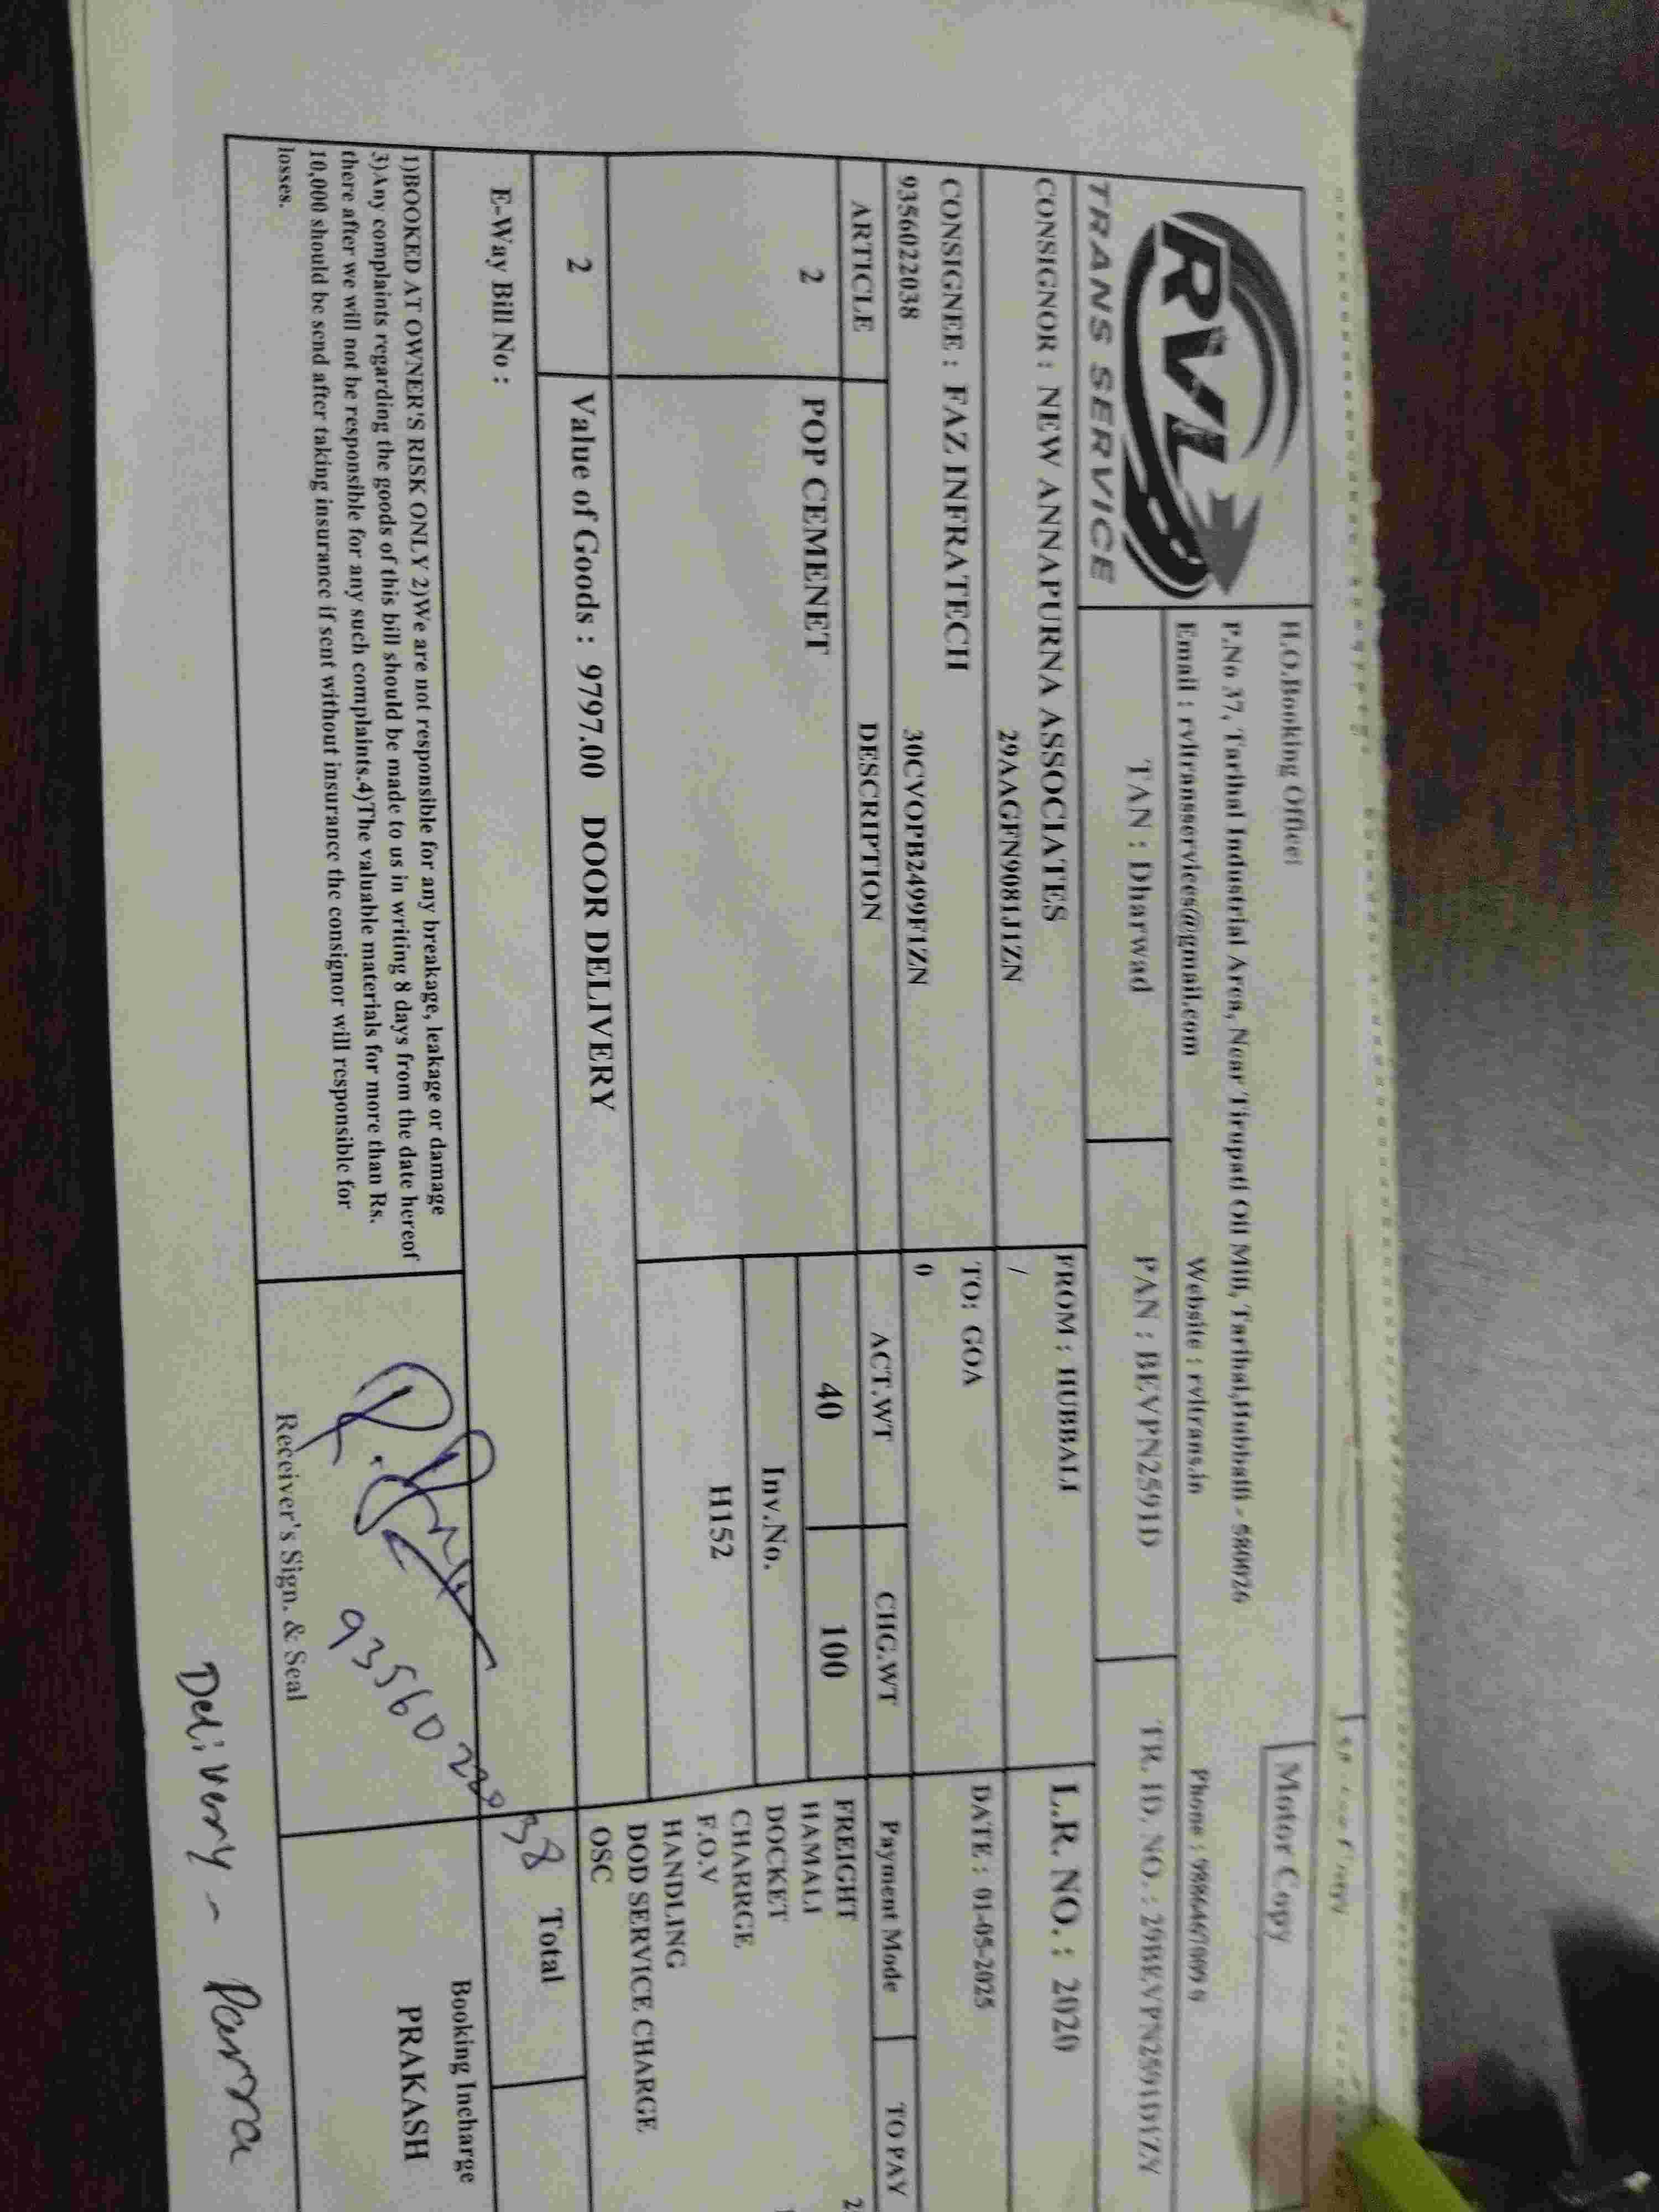 RVL
TRANS SERVICE
H.O.Booking Office:
Motor Copy
P.No 37, Tarihal Industrial Area, Near Tirupati Oil Mill, Tarihal,Hubballi - 580026
Email : rvltransservices@gmail.com Website : rvltrans.in Phone :
TAN : Dharwad PAN : BEVPN2591D TR. ID. NO. :
CONSIGNOR : NEW ANNAPURNA ASSOCIATES FROM : HUBBALI L.R. NO. : 2020
29AAGFN9081J1ZN /
CONSIGNEE : FAZ INFRATECH TO: GOA DATE : 01-05-2025
9356022038 30CVOPB2499F1ZN 0
ARTICLE DESCRIPTION ACT.WT CHG.WT Payment Mode TO PAY
2 POP CEMENET 40 100 FREIGHT 2
HAMALI
Inv.No. DOCKET
CHARRGE
H152 F.O.V
HANDLING
DOD SERVICE CHARGE
2 Value of Goods : 9797.00 DOOR DELIVERY OSC
E-Way Bill No : Total
1)BOOKED AT OWNER'S RISK ONLY 2)We are not responsible for any breakage, leakage or damage
3)Any complaints regarding the goods of this bill should be made to us in writing 8 days from the date hereof
there after we will not be responsible for any such complaints.4)The valuable materials for more than Rs.
10,000 should be send after taking insurance if sent without insurance the consignor will responsible for
losses.
Receiver's Sign. & Seal
Booking Incharge
PRAKASH
Delivery - Parra